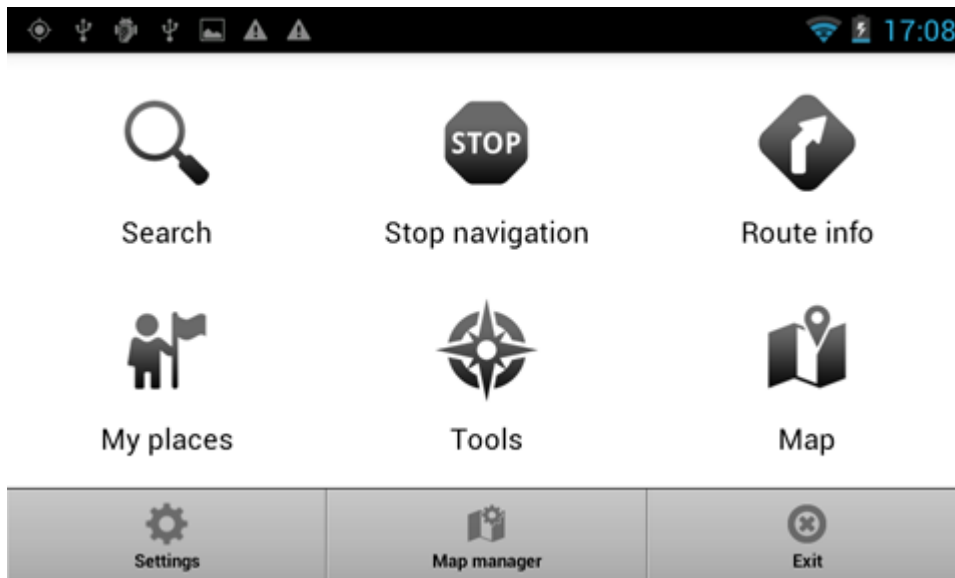 17:08
STOP
Search
Stop navigation
Route info
My places
Tools
Map
Settings
Map manager
Exit